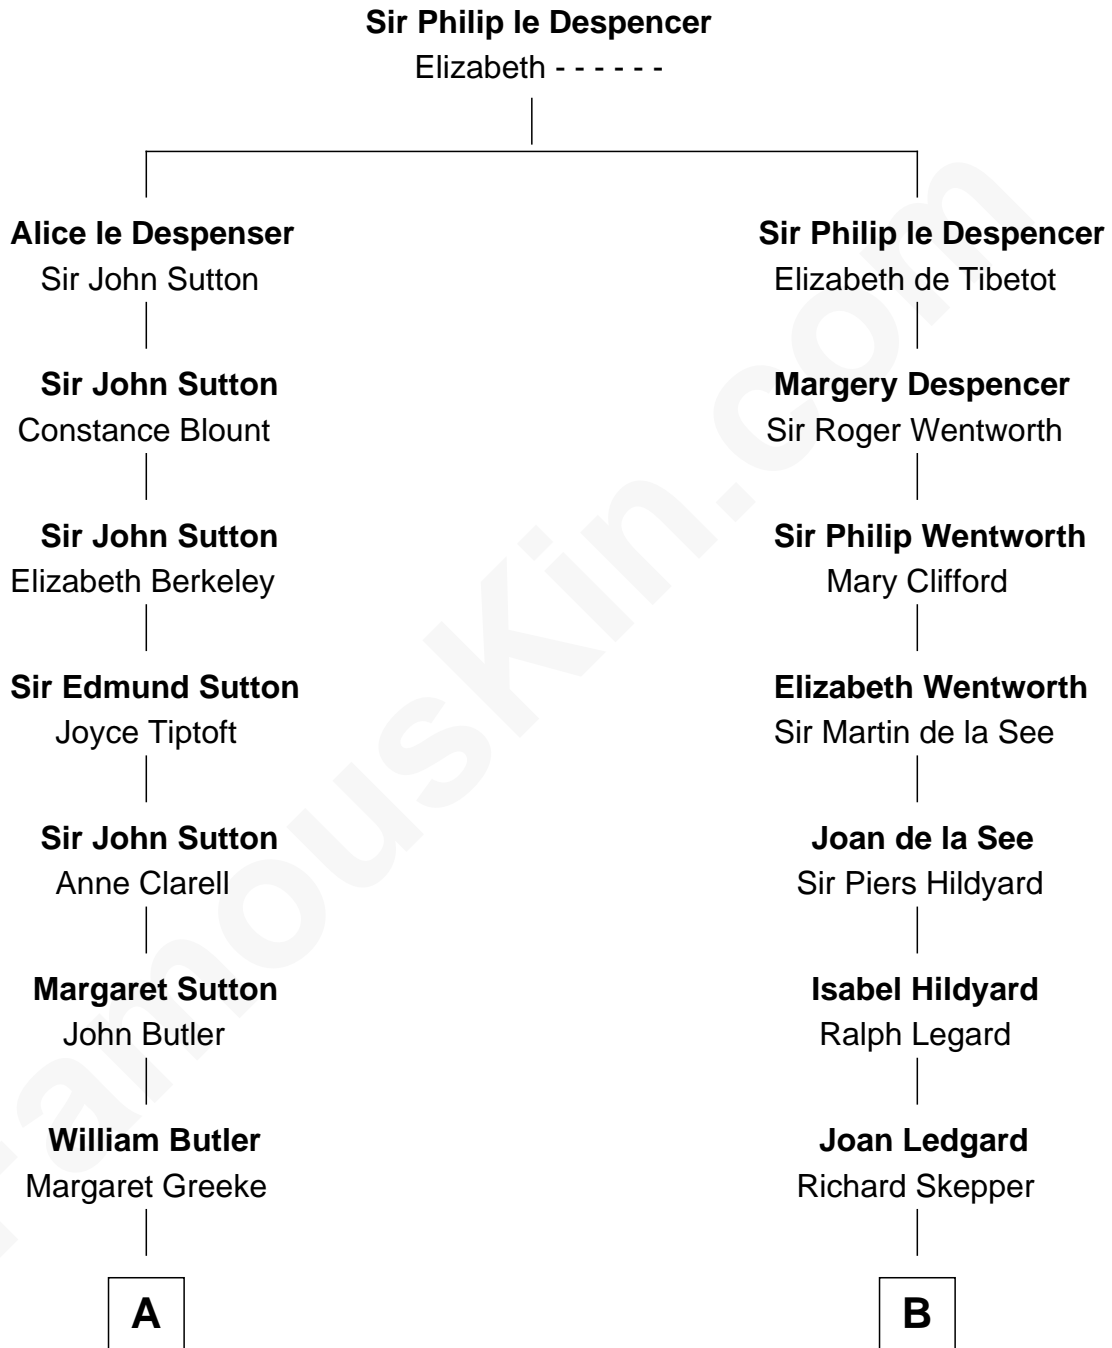 Sir Philip le Despencer
Elizabeth - - - - - -
Alice le Despenser
Sir John Sutton
Sir Philip le Despencer
Elizabeth de Tibetot
Sir John Sutton
Constance Blount
Margery Despencer
Sir Roger Wentworth
Sir John Sutton
Elizabeth Berkeley
Sir Philip Wentworth
Mary Clifford
Sir Edmund Sutton
Joyce Tiptoft
Elizabeth Wentworth
Sir Martin de la See
Sir John Sutton
Anne Clarell
Joan de la See
Sir Piers Hildyard
Margaret Sutton
John Butler
Isabel Hildyard
Ralph Legard
William Butler
Margaret Greeke
Joan Ledgard
Richard Skepper
A
B
FamousKin.com